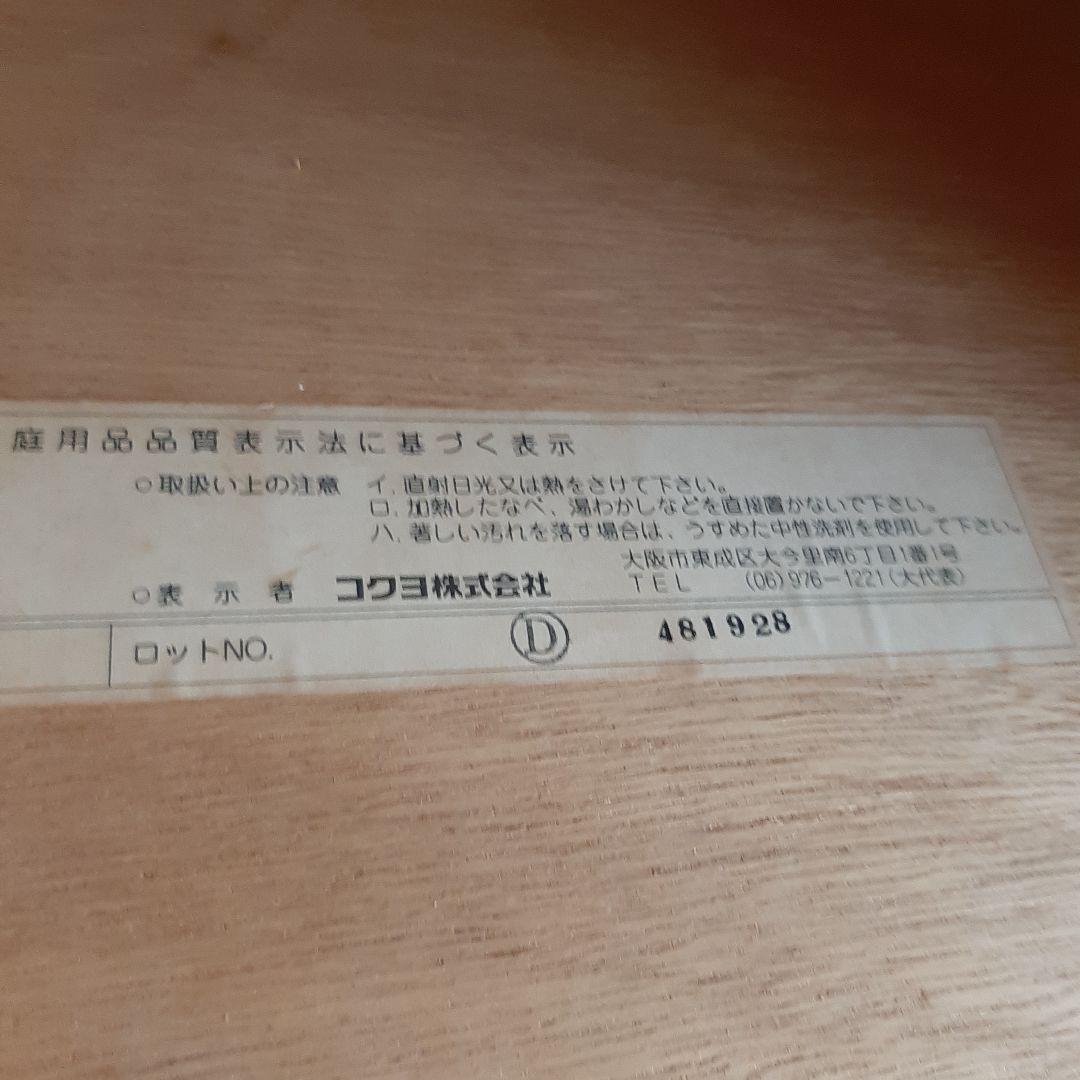 庭用品品質表示法に基づく表示
○取扱い上の注意 イ. 直射日光又は熱をさけて下さい。
ロ. 加熱したなべ、湯わかしなどを直接置かないで下さい。
ハ. 著しい汚れを落す場合は、うすめた中性洗剤を使用して下さい。
大阪市東成区大今里南6丁目1番1号
○表示者 コクヨ株式会社 TEL (06)976-1221(大代表)
ロットNO. Ⓓ 481928